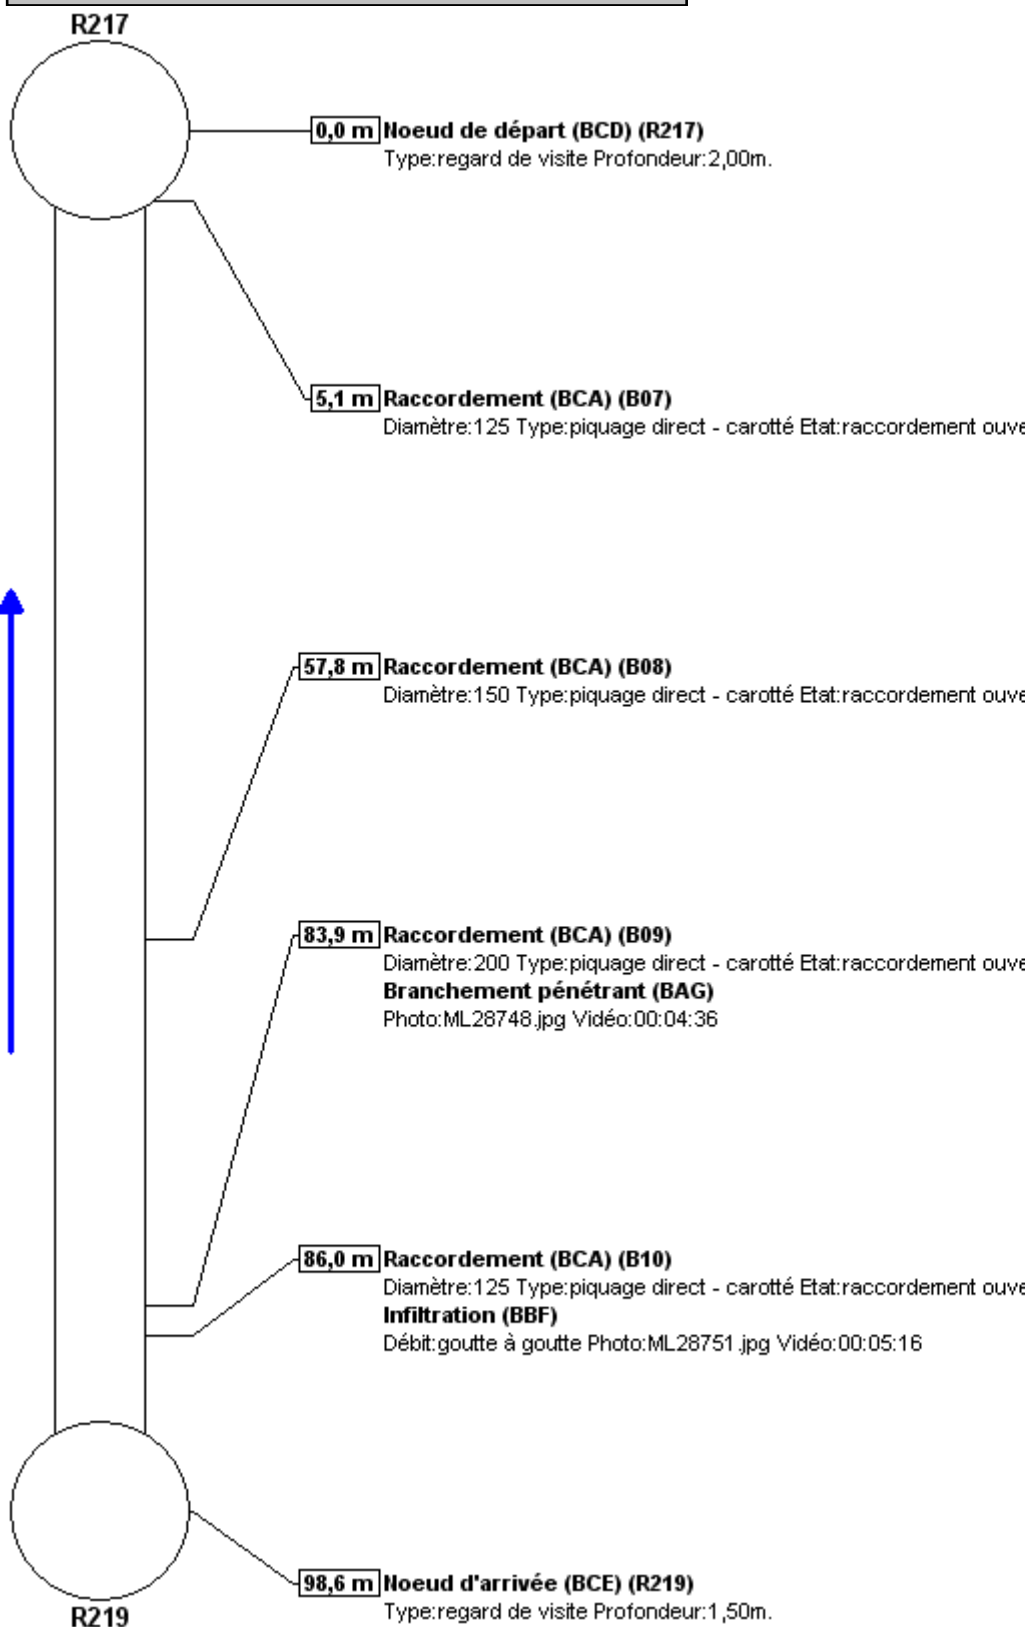 R217
0,0 m Noeud de départ (BCD) (R217)
Type:regard de visite Profondeur:2,00m.
5,1 m Raccordement (BCA) (B07)
Diamètre:125 Type:piquage direct - carotté Etat:raccordement ouve
57,8 m Raccordement (BCA) (B08)
Diamètre:150 Type:piquage direct - carotté Etat:raccordement ouve
83,9 m Raccordement (BCA) (B09)
Diamètre:200 Type:piquage direct - carotté Etat:raccordement ouve
Branchement pénétrant (BAG)
Photo:ML28748.jpg Vidéo:00:04:36
86,0 m Raccordement (BCA) (B10)
Diamètre:125 Type:piquage direct - carotté Etat:raccordement ouve
Infiltration (BBF)
Débit:goutte à goutte Photo:ML28751.jpg Vidéo:00:05:16
98,6 m Noeud d'arrivée (BCE) (R219)
Type:regard de visite Profondeur:1,50m.
R219